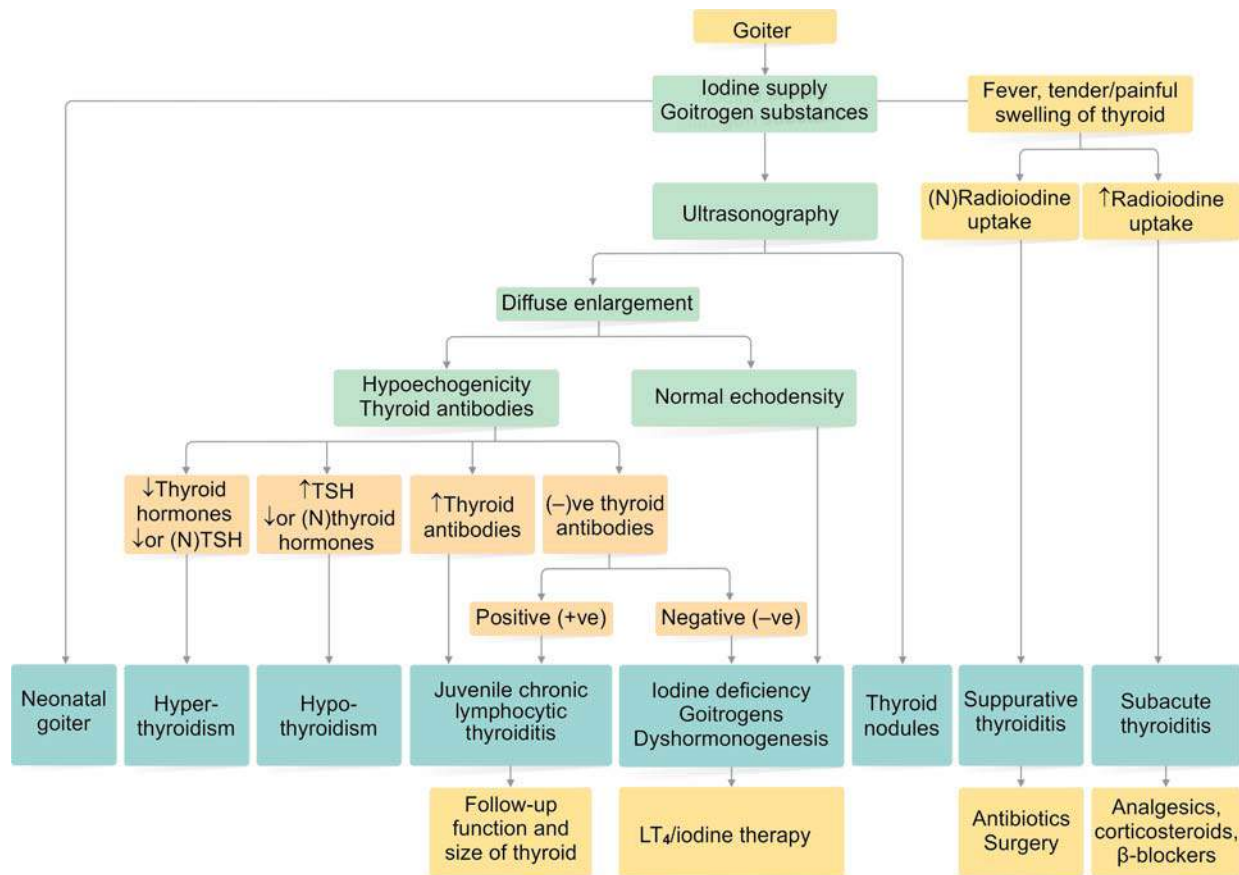 Goiter
Iodine supply
Goitrogen substances
Fever, tender/painful
swelling of thyroid
(N)Radioiodine
uptake
↑Radioiodine
uptake
Ultrasonography
Diffuse enlargement
Hypoechogenicity
Thyroid antibodies
Normal echodensity
↓Thyroid
hormones
↓or (N)TSH
↑TSH
↓or (N)thyroid
hormones
↑Thyroid
antibodies
(–)ve thyroid
antibodies
Positive (+ve)
Negative (–ve)
Neonatal
goiter
Hyper-
thyroidism
Hypo-
thyroidism
Juvenile chronic
lymphocytic
thyroiditis
Iodine deficiency
Goitrogens
Dyshormonogenesis
Thyroid
nodules
Suppurative
thyroiditis
Subacute
thyroiditis
Follow-up
function and
size of thyroid
LT₄/iodine therapy
Antibiotics
Surgery
Analgesics,
corticosteroids,
β-blockers